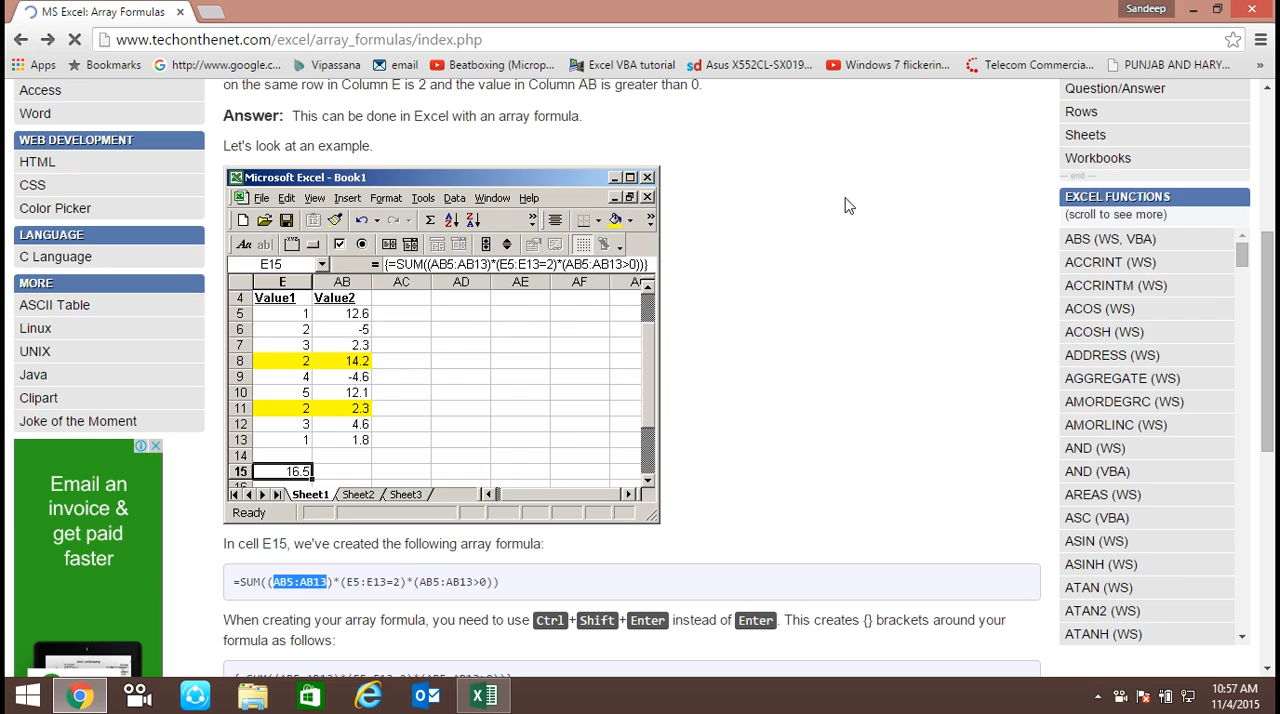 MS Excel: Array Formulas
Sandeep
www.techonthenet.com/excel/array_formulas/index.php
Apps
Bookmarks
http://www.google.c...
Vipassana
email
Beatboxing (Microp...
Excel VBA tutorial
Asus X552CL-SX019...
Windows 7 flickerin...
Telecom Commercia...
PUNJAB AND HARY...
»
Access
Word
WEB DEVELOPMENT
HTML
CSS
Color Picker
LANGUAGE
C Language
MORE
ASCII Table
Linux
UNIX
Java
Clipart
Joke of the Moment
Email an
invoice &
get paid
faster
on the same row in Column E is 2 and the value in Column AB is greater than 0.
Answer: This can be done in Excel with an array formula.
Let's look at an example.
Microsoft Excel - Book1
File Edit View Insert Format Tools Data Window Help
E15 = {=SUM((AB5:AB13)*(E5:E13=2)*(AB5:AB13>0))}
E AB AC AD AE AF
4 Value1 Value2
5 1 12.6
6 2 -5
7 3 2.3
8 2 14.2
9 4 -4.6
10 5 12.1
11 2 2.3
12 3 4.6
13 1 1.8
14
15 16.5
Sheet1 Sheet2 Sheet3
Ready
In cell E15, we've created the following array formula:
=SUM((AB5:AB13)*(E5:E13=2)*(AB5:AB13>0))
When creating your array formula, you need to use Ctrl+Shift+Enter instead of Enter. This creates {} brackets around your
formula as follows:
Question/Answer
Rows
Sheets
Workbooks
--- end ---
EXCEL FUNCTIONS
(scroll to see more)
ABS (WS, VBA)
ACCRINT (WS)
ACCRINTM (WS)
ACOS (WS)
ACOSH (WS)
ADDRESS (WS)
AGGREGATE (WS)
AMORDEGRC (WS)
AMORLINC (WS)
AND (WS)
AND (VBA)
AREAS (WS)
ASC (VBA)
ASIN (WS)
ASINH (WS)
ATAN (WS)
ATAN2 (WS)
ATANH (WS)
10:57 AM
11/4/2015